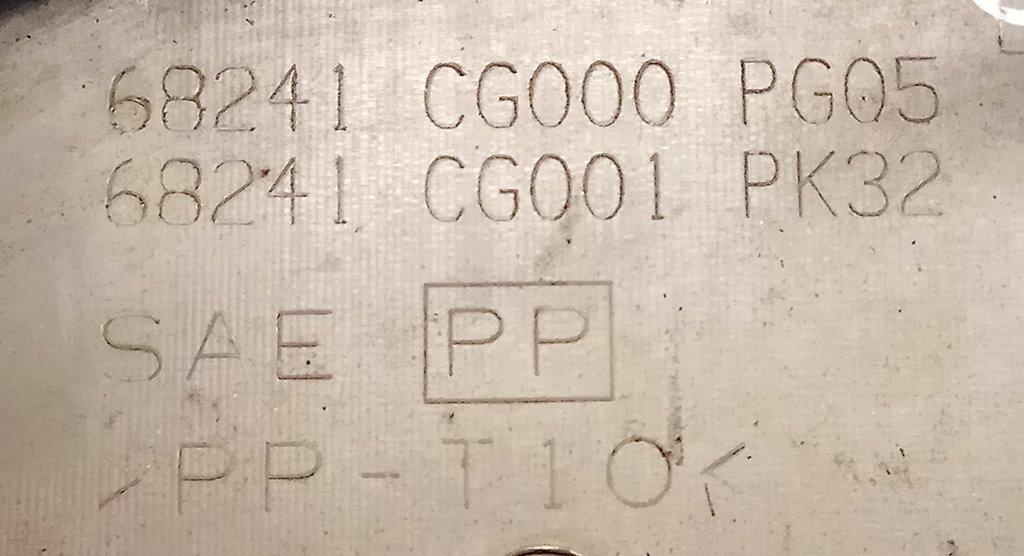 68241 CG000 PG05
68241 CG001 PK32
SAE PP
>PP-T10<